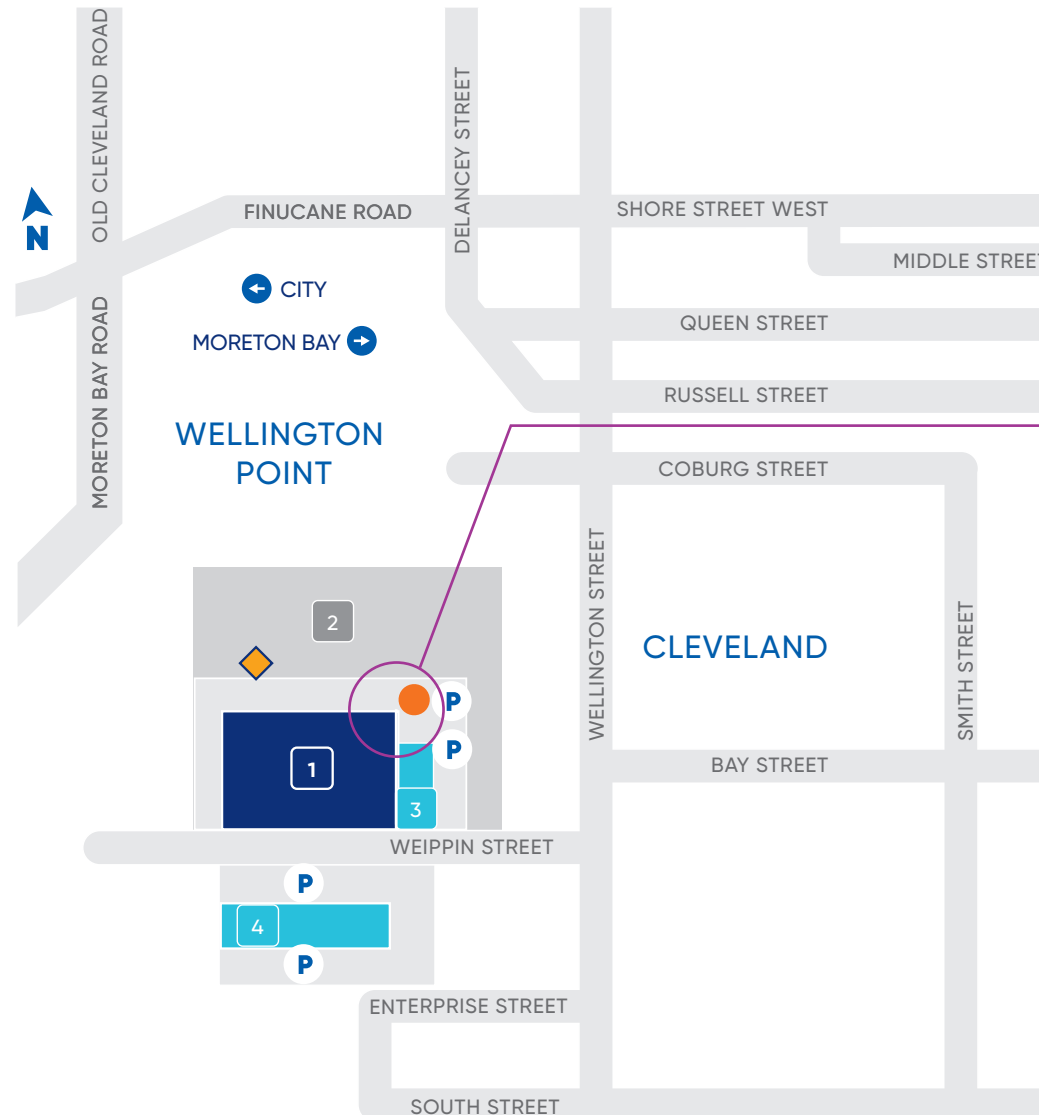 OLD CLEVELAND ROAD
DELANCEY STREET
N
FINUCANE ROAD
SHORE STREET WEST
MIDDLE STREET
CITY
MORETON BAY
MORETON BAY ROAD
QUEEN STREET
RUSSELL STREET
WELLINGTON
POINT
COBURG STREET
WELLINGTON STREET
CLEVELAND
SMITH STREET
2
P
P
1
3
BAY STREET
WEIPPIN STREET
P
4
P
ENTERPRISE STREET
SOUTH STREET